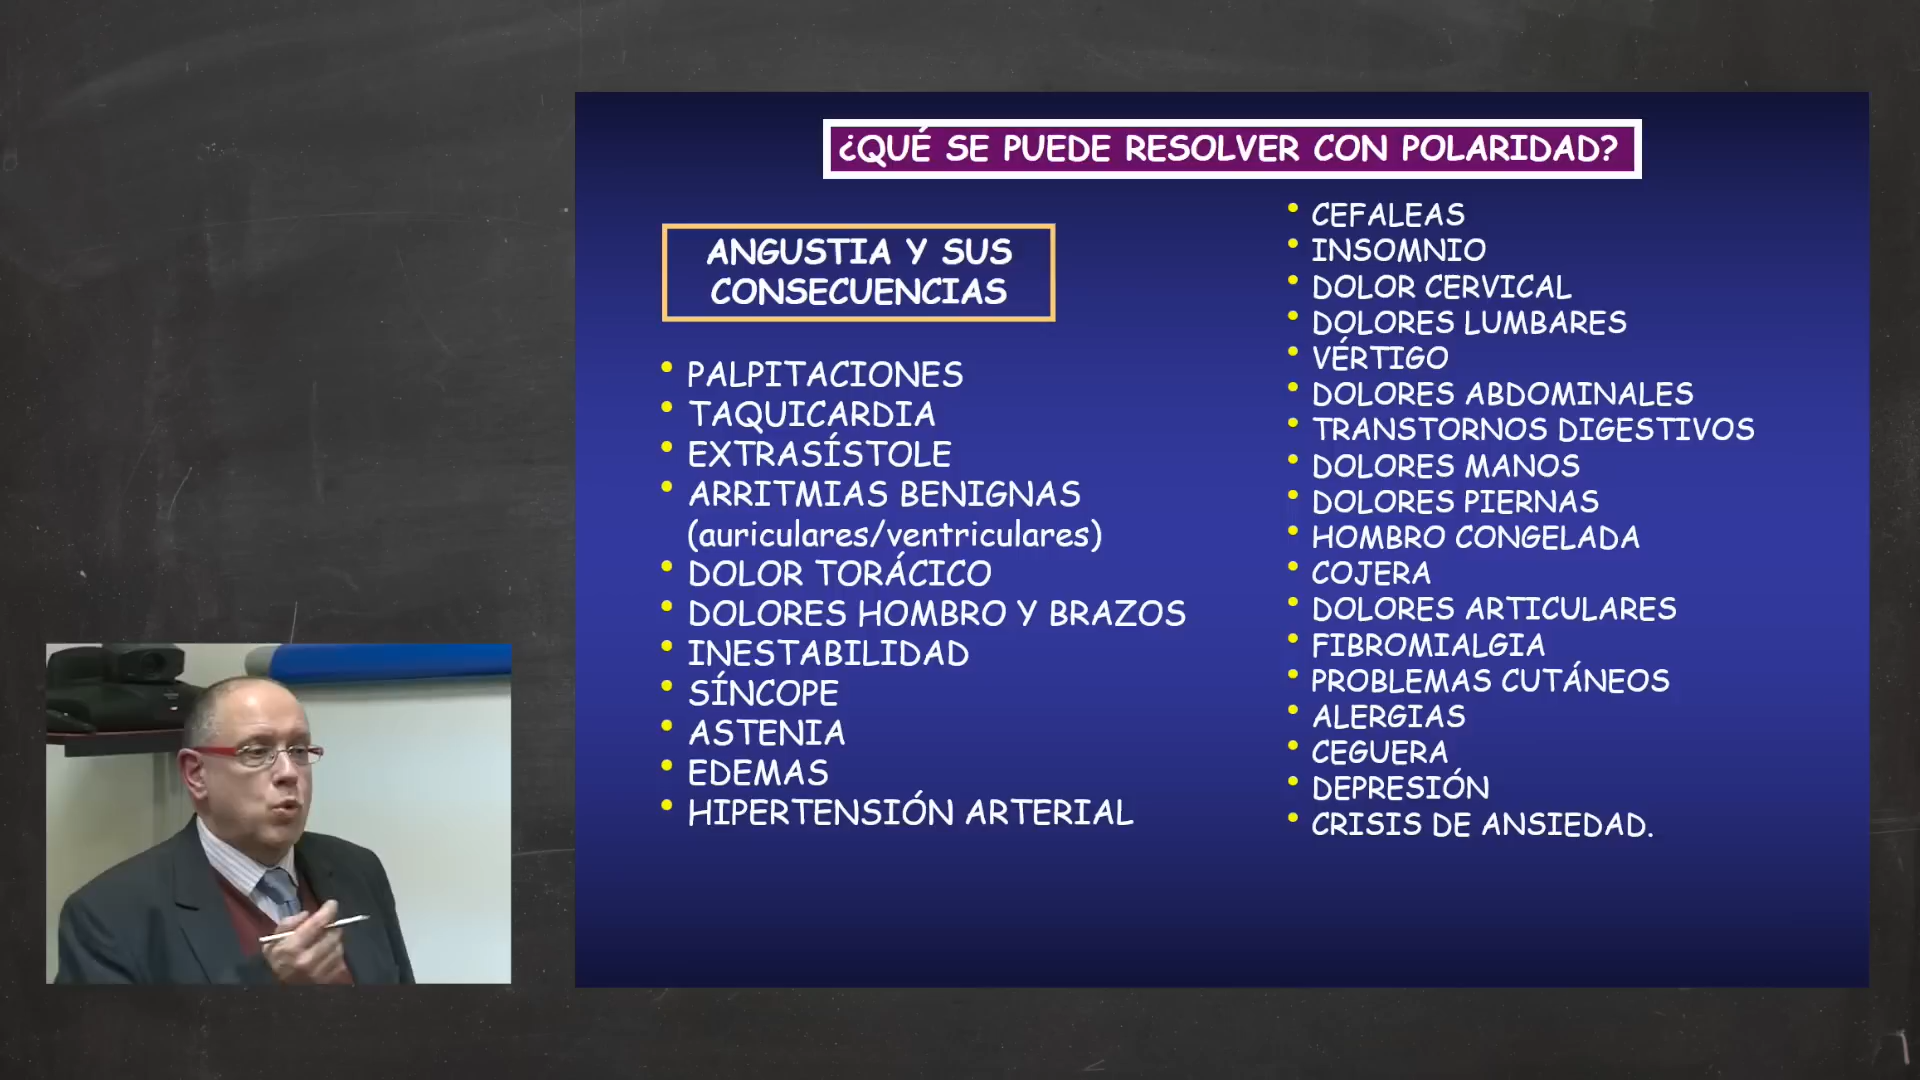 ¿QUÉ SE PUEDE RESOLVER CON POLARIDAD?
ANGUSTIA Y SUS
CONSECUENCIAS
• PALPITACIONES
• TAQUICARDIA
• EXTRASÍSTOLE
• ARRITMIAS BENIGNAS
(auriculares/ventriculares)
• DOLOR TORÁCICO
• DOLORES HOMBRO Y BRAZOS
• INESTABILIDAD
• SÍNCOPE
• ASTENIA
• EDEMAS
• HIPERTENSIÓN ARTERIAL
• CEFALEAS
• INSOMNIO
• DOLOR CERVICAL
• DOLORES LUMBARES
• VÉRTIGO
• DOLORES ABDOMINALES
• TRANSTORNOS DIGESTIVOS
• DOLORES MANOS
• DOLORES PIERNAS
• HOMBRO CONGELADA
• COJERA
• DOLORES ARTICULARES
• FIBROMIALGIA
• PROBLEMAS CUTÁNEOS
• ALERGIAS
• CEGUERA
• DEPRESIÓN
• CRISIS DE ANSIEDAD.